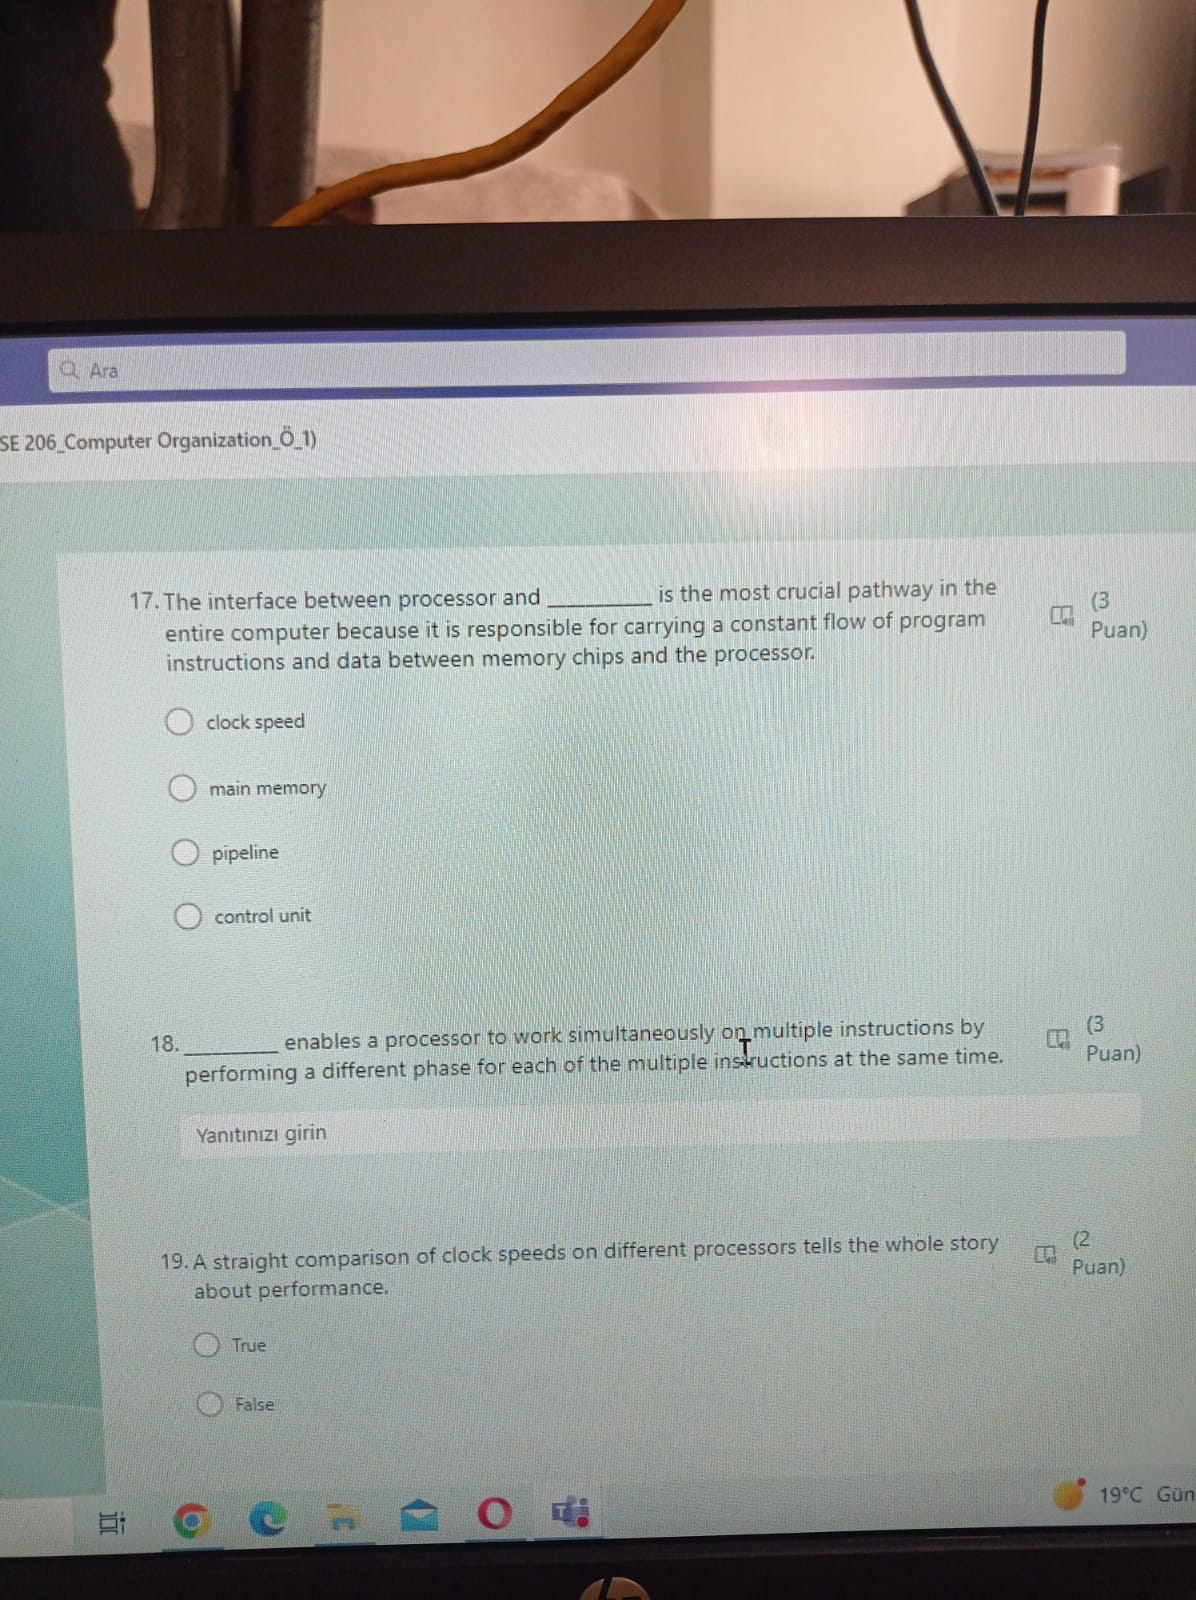 Ara
SE 206_Computer Organization_Ö_1)
17. The interface between processor and _________ is the most crucial pathway in the
entire computer because it is responsible for carrying a constant flow of program
instructions and data between memory chips and the processor.
(3
Puan)
clock speed
main memory
pipeline
control unit
18. _________ enables a processor to work simultaneously on multiple instructions by
performing a different phase for each of the multiple instructions at the same time.
(3
Puan)
Yanıtınızı girin
19. A straight comparison of clock speeds on different processors tells the whole story
about performance.
(2
Puan)
True
False
19°C Gün